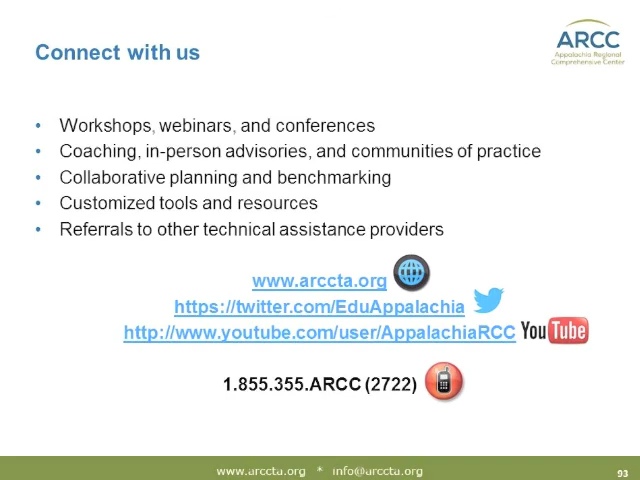 Connect with us
ARCC
Appalachia Regional
Comprehensive Center
• Workshops, webinars, and conferences
• Coaching, in-person advisories, and communities of practice
• Collaborative planning and benchmarking
• Customized tools and resources
• Referrals to other technical assistance providers
www.arccta.org
https://twitter.com/EduAppalachia
http://www.youtube.com/user/AppalachiaRCC YouTube
1.855.355.ARCC (2722)
www.arccta.org * info@arccta.org 93